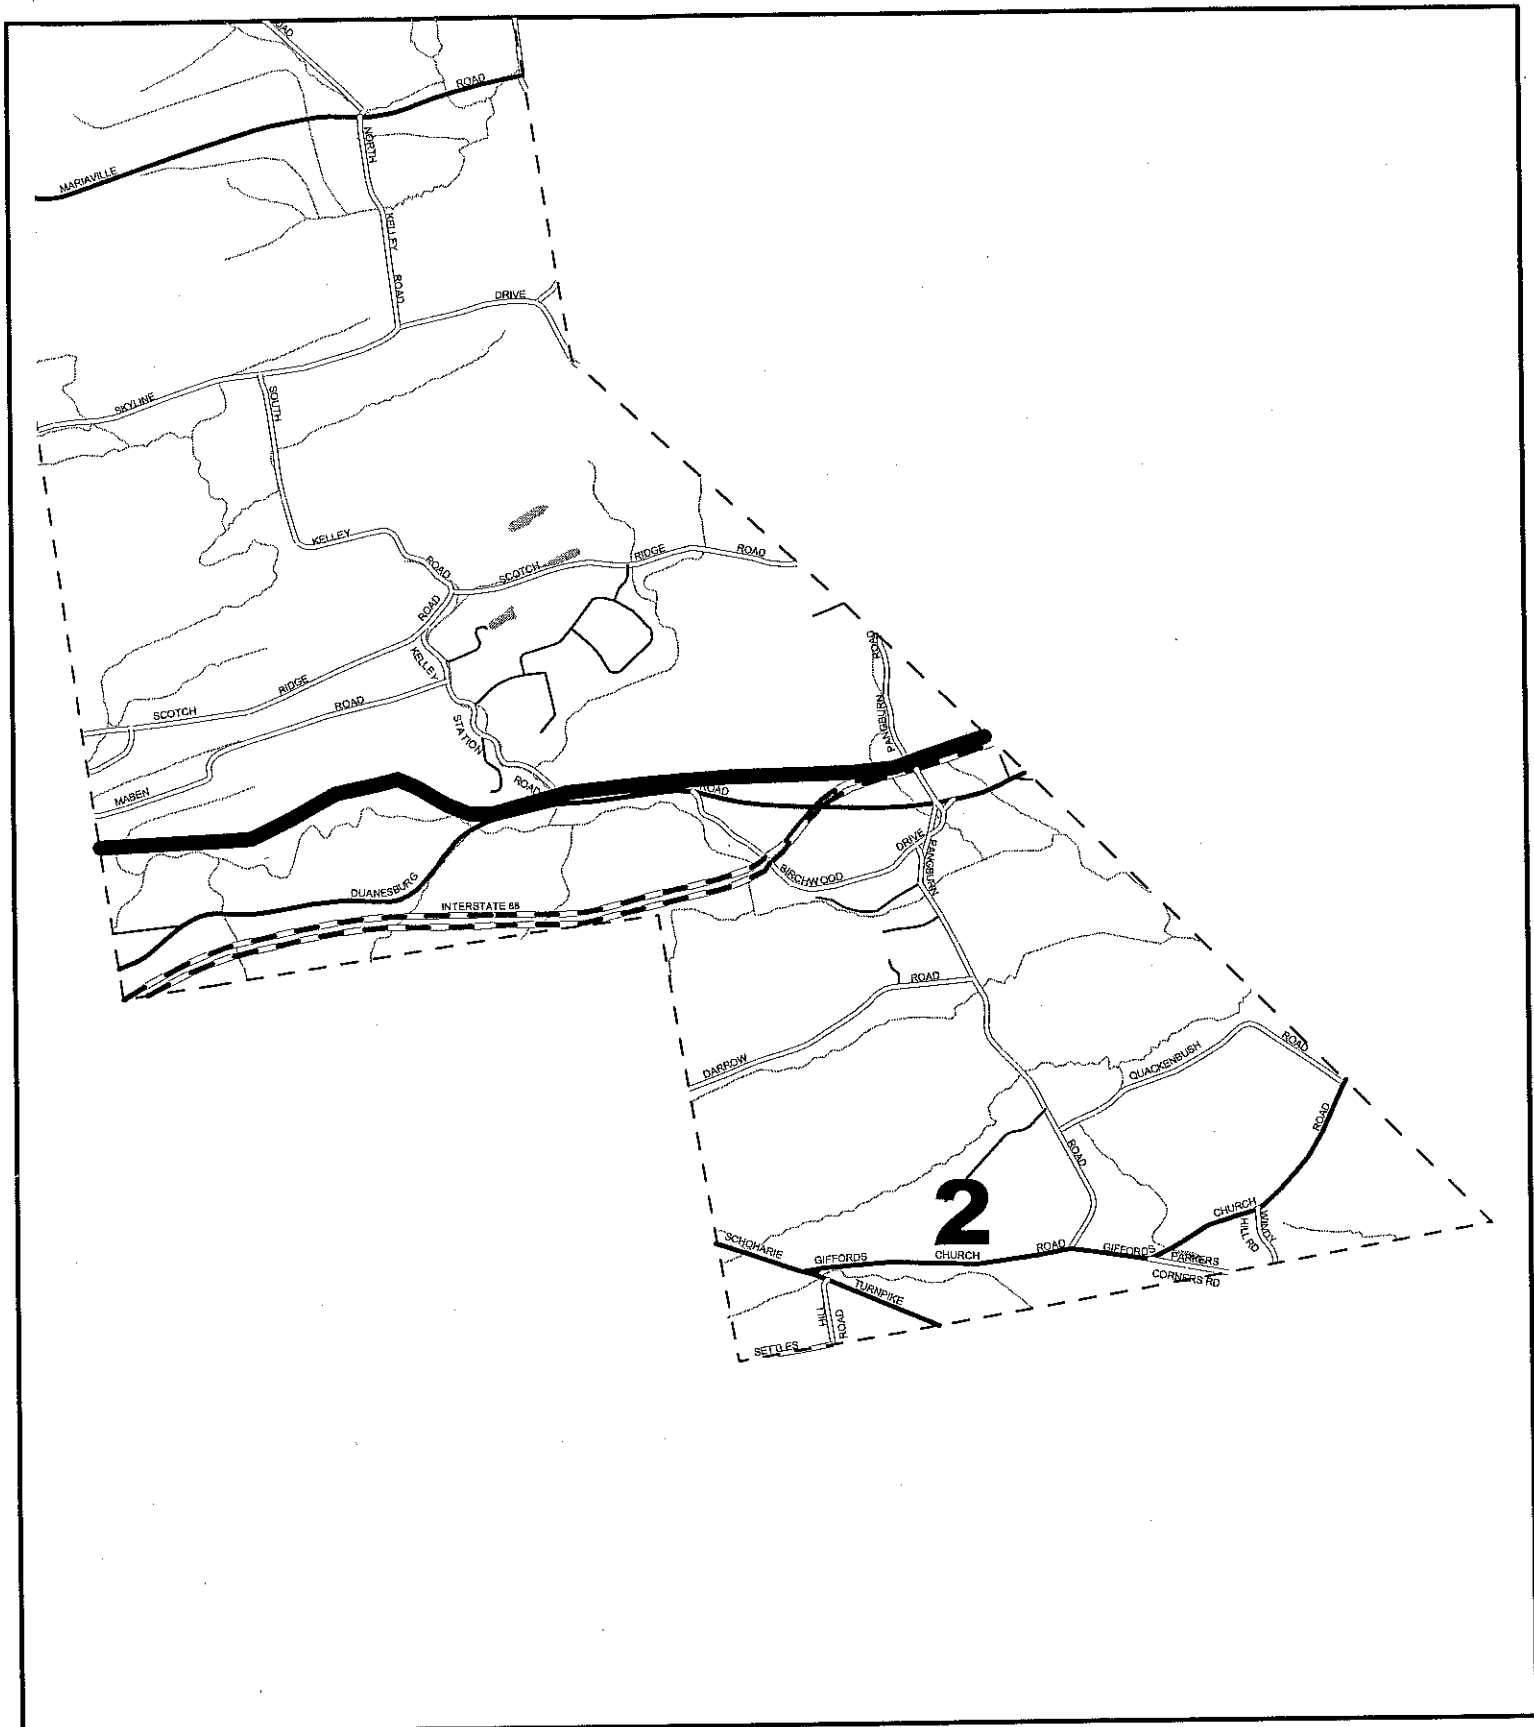 OAD
ROAD
NORTH
MARIAVILLE
KELLEY
ROAD
DRIVE
SKYLINE
SOUTH
KELLEY
ROAD
SCOTCH
RIDGE
ROAD
ROAD
KELLEY
ROAD
PANGBURN
RIDGE
SCOTCH
ROAD
STATION
ROAD
MABEN
ROAD
DRIVE
PANGBURN
BIRCHWOOD
DUANESBURG
INTERSTATE 88
ROAD
DARROW
ROAD
QUACKENBUSH
ROAD
ROAD
2
CHURCH
WINDY
HILL RD
SCHOHARIE
GIFFORDS
CHURCH
ROAD
GIFFORDS
PARKERS
CORNERS RD
TURNPIKE
HILL
ROAD
SETTLES